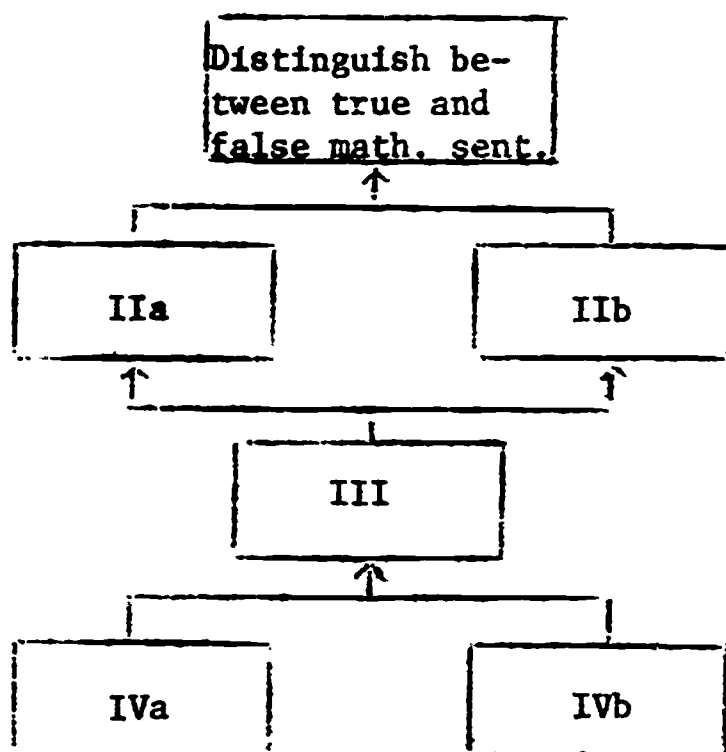 Distinguish be-
tween true and
false math. sent.
IIa
IIb
III
IVa
IVb